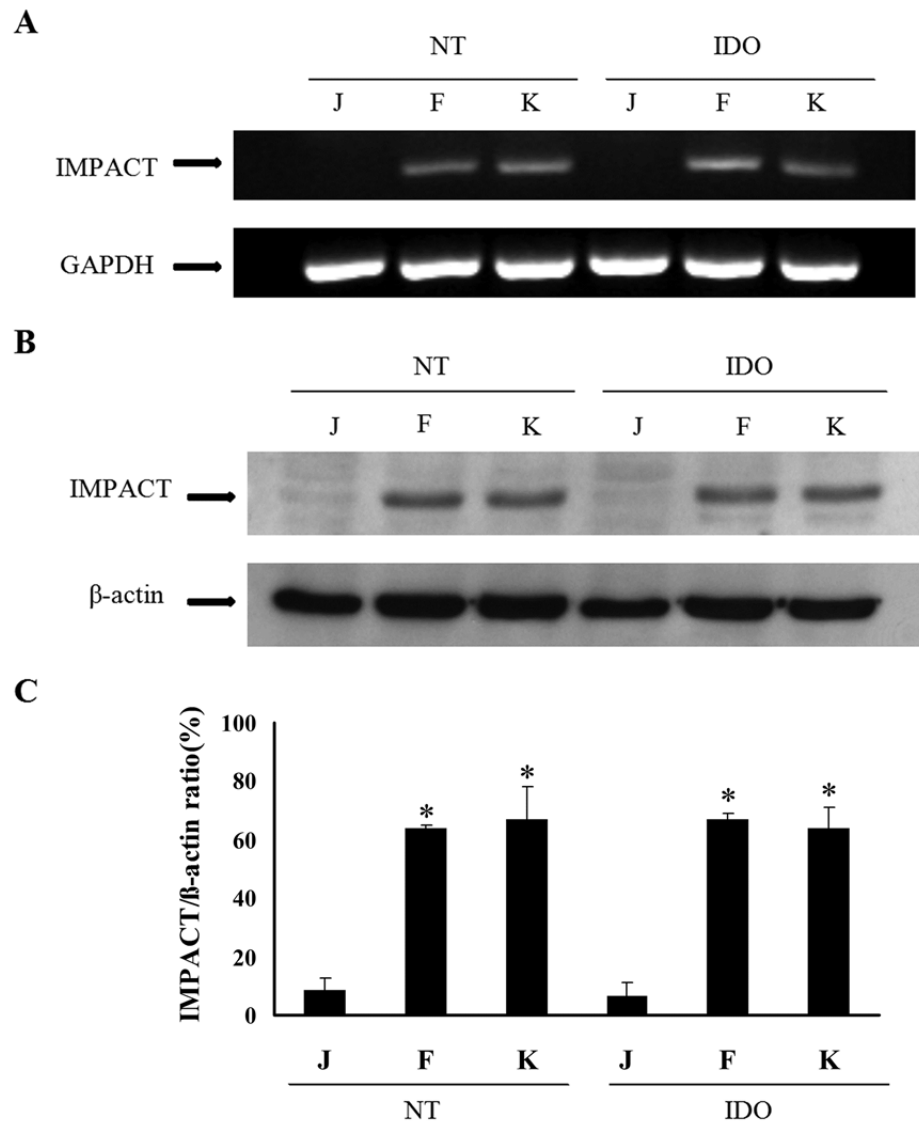 A
NT IDO
J F K J F K
IMPACT
GAPDH
B
NT IDO
J F K J F K
IMPACT
β-actin
C
IMPACT/ß-actin ratio(%)
100
80
60
40
20
0
* * * *
J F K J F K
NT IDO